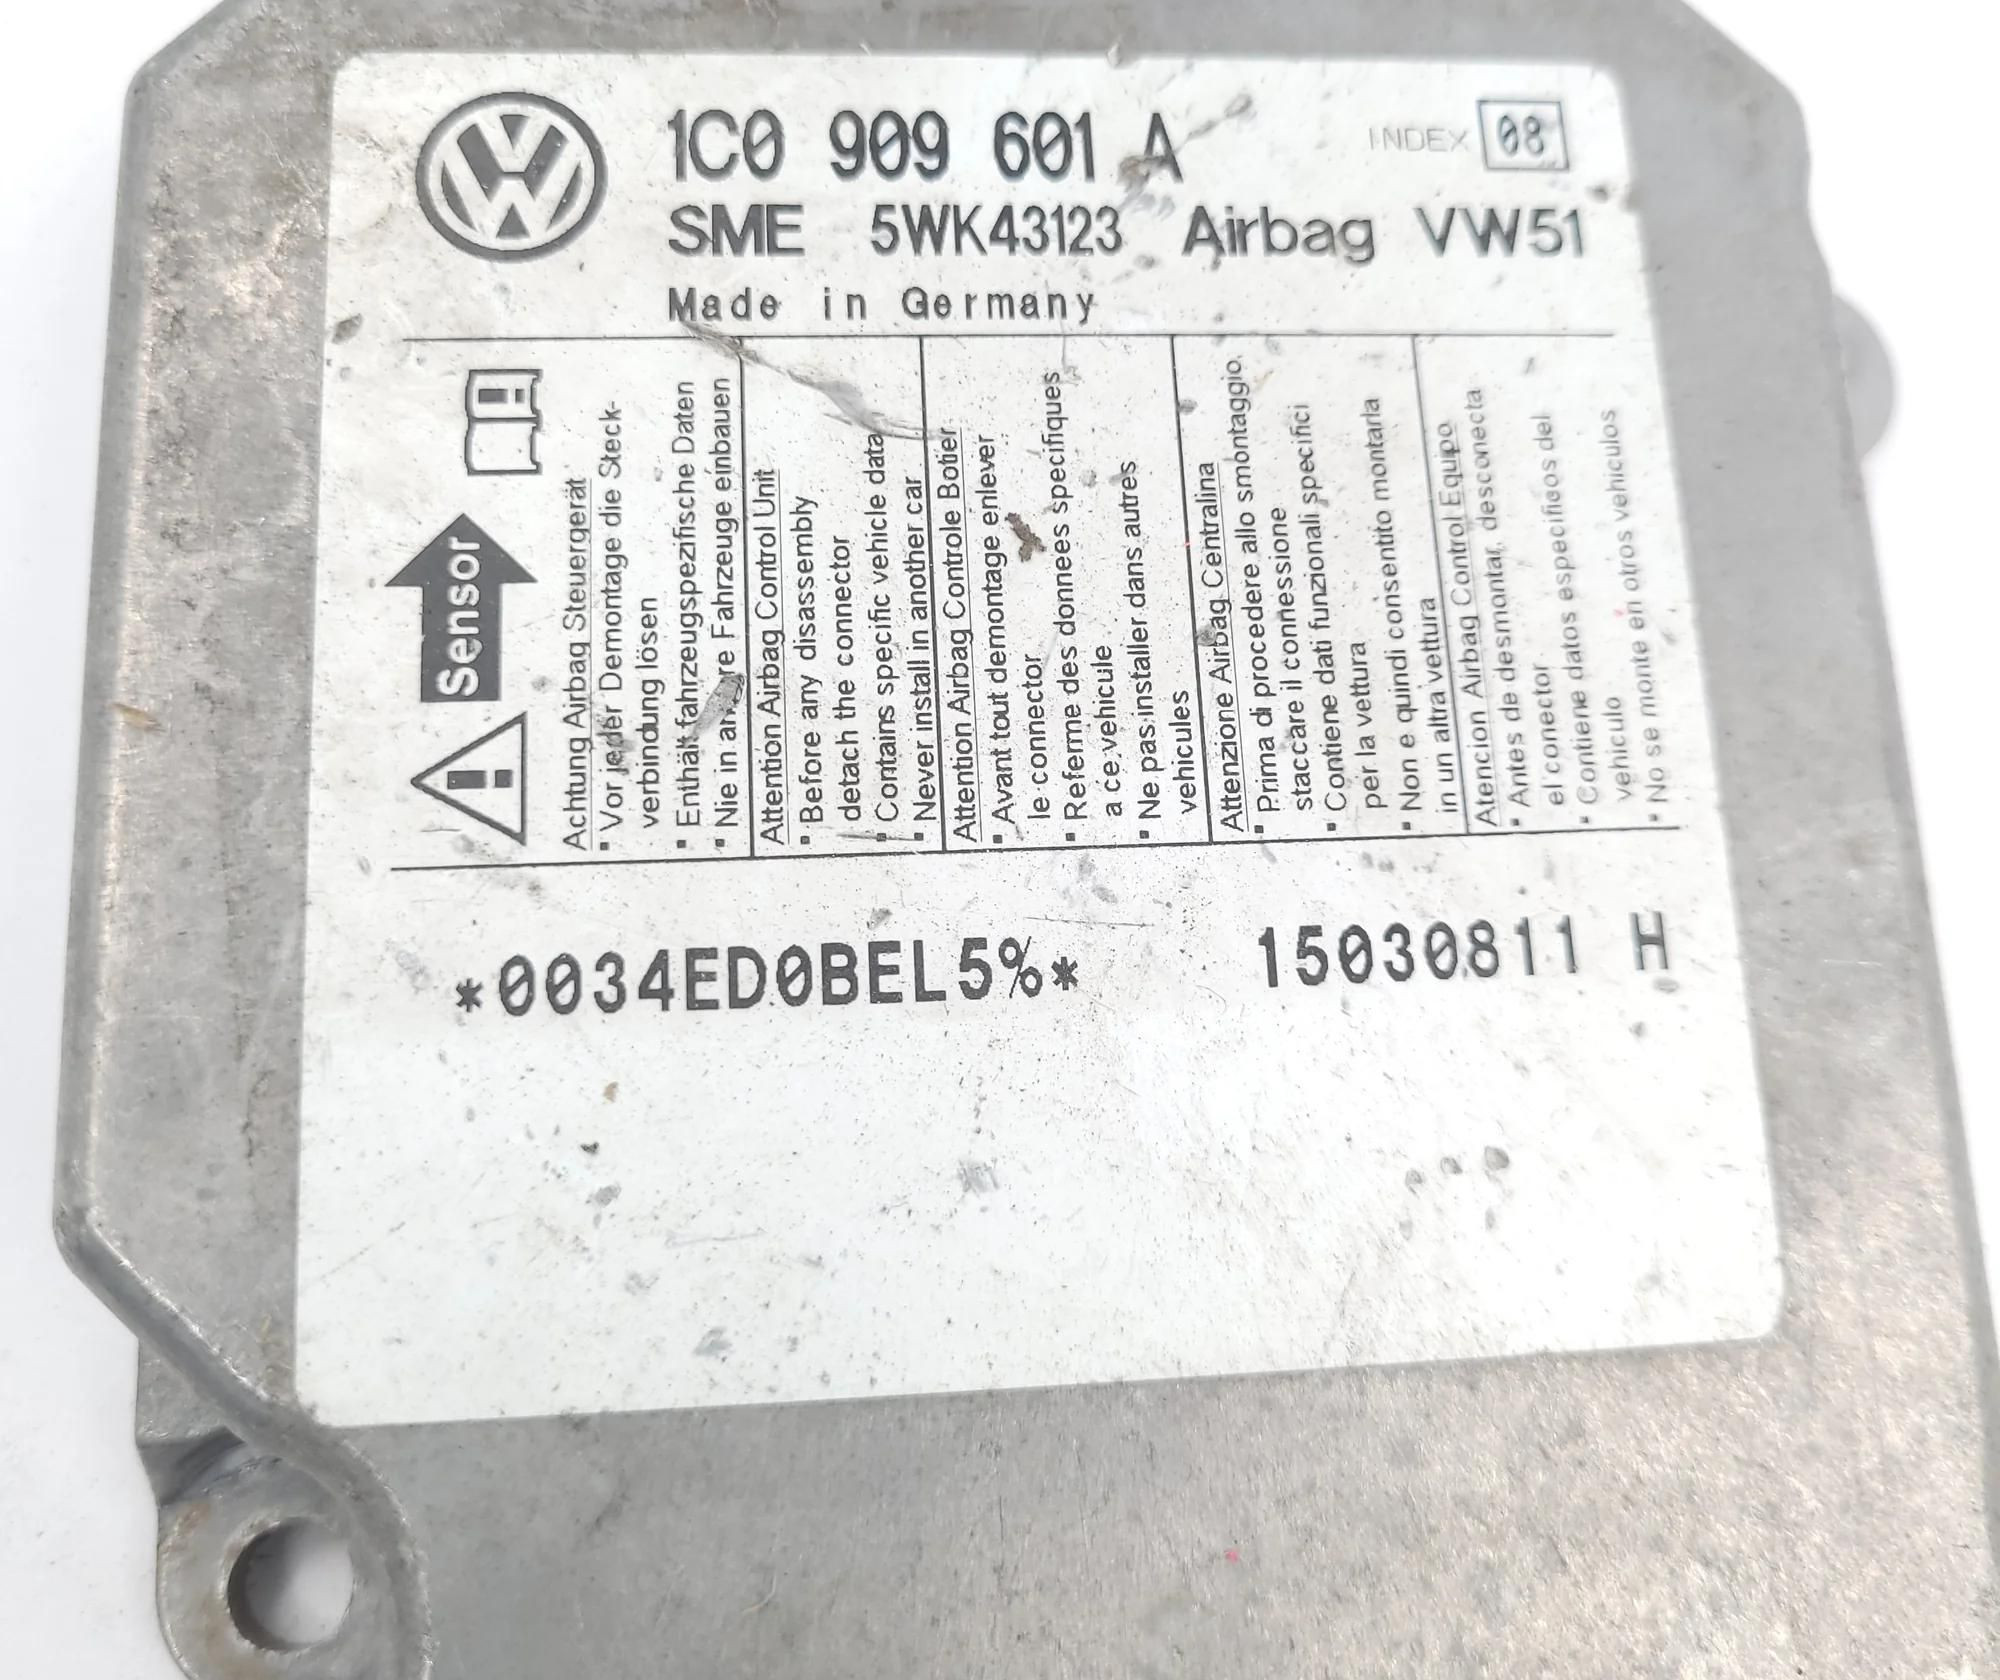 1C0 909 601 A INDEX 08
SME 5WK43123 Airbag VW51
Made in Germany
Sensor
Achtung Airbag Steuergerät
▪ Vor jeder Demontage die Steck-
verbindung lösen
▪ Enthält fahrzeugspezifische Daten
▪ Nie in andere Fahrzeuge einbauen
Attention Airbag Control Unit
▪ Before any disassembly
detach the connector
▪ Contains specific vehicle data
▪ Never install in another car
Attention Airbag Controle Botier
▪ Avant tout demontage enlever
le connector
▪ Referme des donnees specifiques
a ce vehicule
▪ Ne pas installer dans autres
vehicules
Attenzione Airbag Centralina
▪ Prima di procedere allo smontaggio,
staccare il connessione
▪ Contiene dati funzionali specifici
per la vettura
▪ Non e quindi consentito montarla
in un altra vettura
Atencion Airbag Control Equipo
▪ Antes de desmontar, desconecta
el conector
▪ Contiene datos especifigos del
vehiculo
▪ No se monte en otros vehiculos
*0034ED0BEL5%* 15030811 H